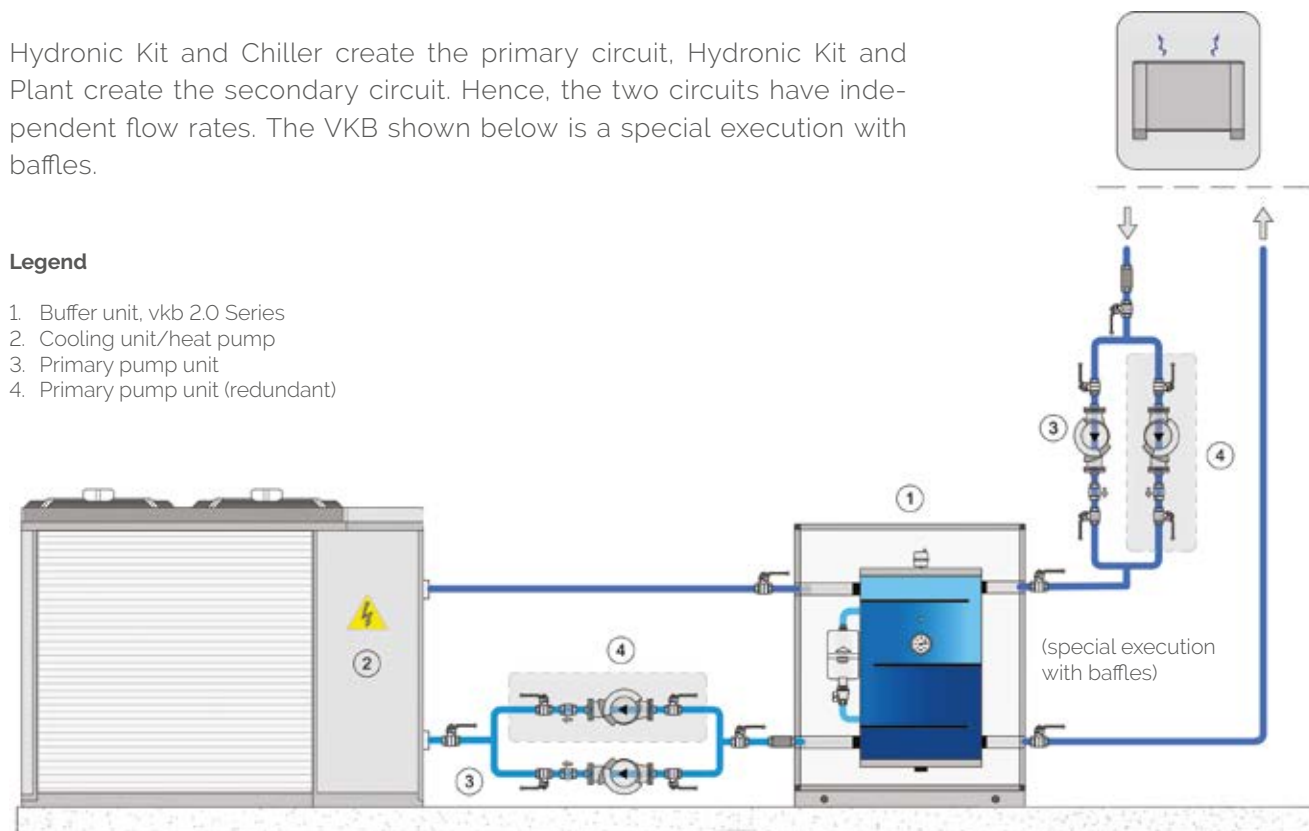 Hydronic Kit and Chiller create the primary circuit, Hydronic Kit and
Plant create the secondary circuit. Hence, the two circuits have inde-
pendent flow rates. The VKB shown below is a special execution with
baffles.
Legend
1. Buffer unit, vkb 2.0 Series
2. Cooling unit/heat pump
3. Primary pump unit
4. Primary pump unit (redundant)
3
4
1
(special execution
with baffles)
2
4
3